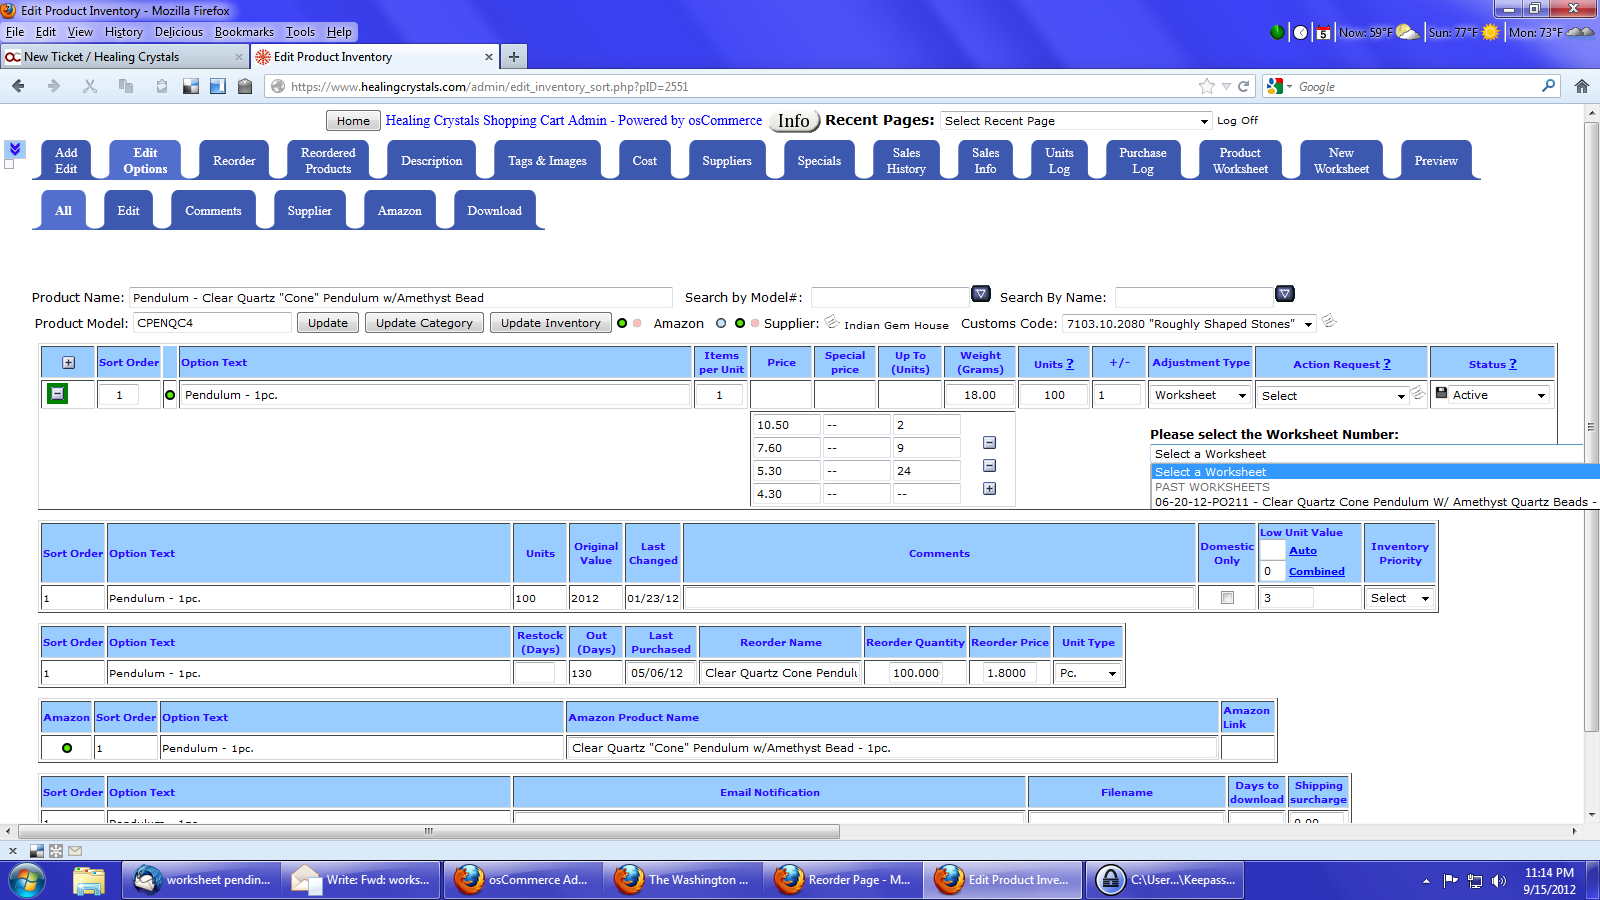 Edit Product Inventory - Mozilla Firefox
File Edit View History Delicious Bookmarks Tools Help
5 Now: 59°F Sun: 77°F Mon: 73°F
New Ticket / Healing Crystals × Edit Product Inventory × +
https://www.healingcrystals.com/admin/edit_inventory_sort.php?pID=2551 Google
Home Healing Crystals Shopping Cart Admin - Powered by osCommerce Info Recent Pages: Select Recent Page Log Off
Add Edit Edit Options Reorder Reordered Products Description Tags & Images Cost Suppliers Specials Sales History Sales Info Units Log Purchase Log Product Worksheet New Worksheet Preview
All Edit Comments Supplier Amazon Download
Product Name: Pendulum - Clear Quartz "Cone" Pendulum w/Amethyst Bead Search by Model#: Search By Name:
Product Model: CPENQC4 Update Update Category Update Inventory Amazon Supplier: Indian Gem House Customs Code: 7103.10.2080 "Roughly Shaped Stones"
Sort Order Option Text Items per Unit Price Special price Up To (Units) Weight (Grams) Units ? +/- Adjustment Type Action Request ? Status ?
1 Pendulum - 1pc. 1 18.00 100 1 Worksheet Select Active
10.50 -- 2
7.60 -- 9
5.30 -- 24
4.30 -- --
Please select the Worksheet Number:
Select a Worksheet
Select a Worksheet
PAST WORKSHEETS
06-20-12-PO211 - Clear Quartz Cone Pendulum W/ Amethyst Quartz Beads -
Sort Order Option Text Units Original Value Last Changed Comments Domestic Only Low Unit Value Auto 0 Combined Inventory Priority
1 Pendulum - 1pc. 100 2012 01/23/12 3 Select
Sort Order Option Text Restock (Days) Out (Days) Last Purchased Reorder Name Reorder Quantity Reorder Price Unit Type
1 Pendulum - 1pc. 130 05/06/12 Clear Quartz Cone Pendulu 100.000 1.8000 Pc.
Amazon Sort Order Option Text Amazon Product Name Amazon Link
1 Pendulum - 1pc. Clear Quartz "Cone" Pendulum w/Amethyst Bead - 1pc.
Sort Order Option Text Email Notification Filename Days to download Shipping surcharge
1 Pendulum - 1pc. 0.00
worksheet pendin... Write: Fwd: works... osCommerce Ad... The Washington ... Reorder Page - M... Edit Product Inve... C:\User...\Keepass... 11:14 PM
9/15/2012